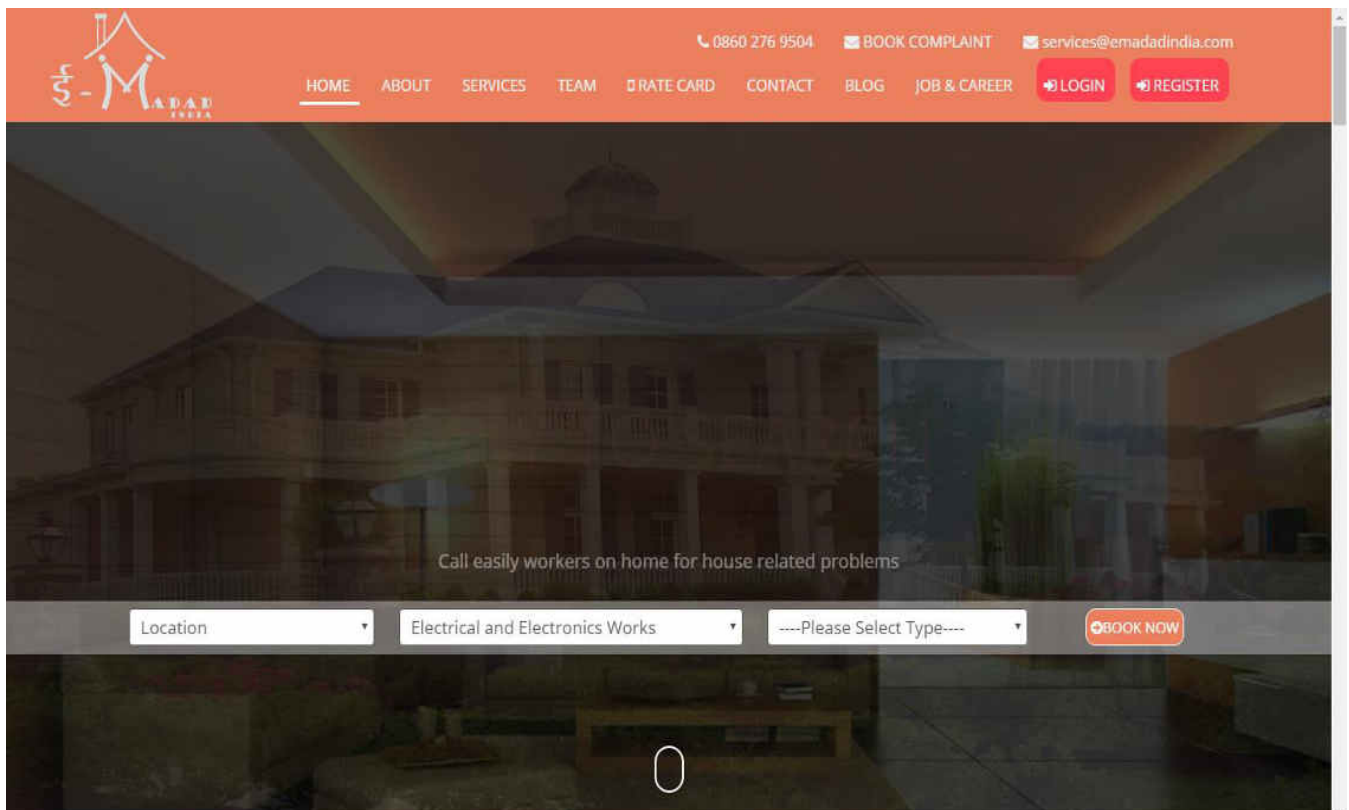 ई-MADAD
INDIA
0860 276 9504 BOOK COMPLAINT services@emadadindia.com
HOME ABOUT SERVICES TEAM RATE CARD CONTACT BLOG JOB & CAREER LOGIN REGISTER
Call easily workers on home for house related problems
Location Electrical and Electronics Works ----Please Select Type---- BOOK NOW